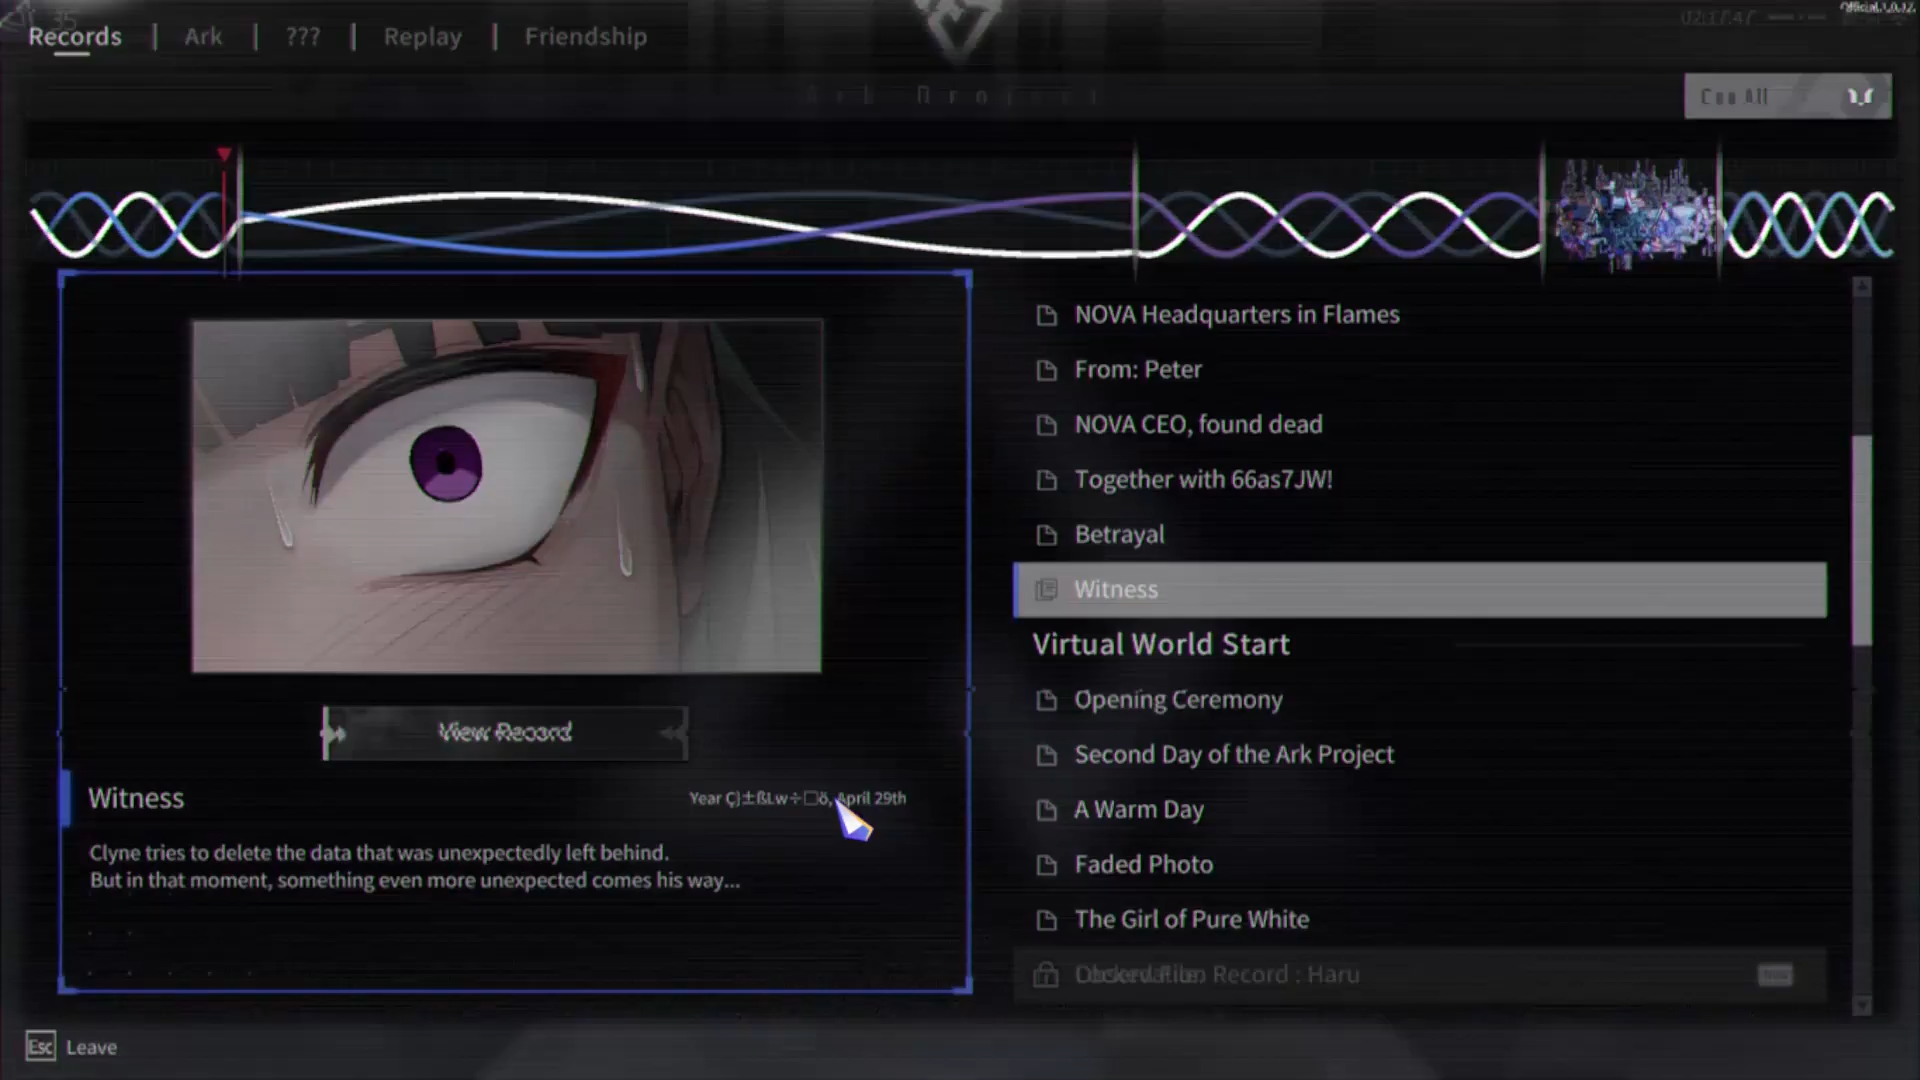 Records | Ark | ??? | Replay | Friendship
NOVA Headquarters in Flames
From: Peter
NOVA CEO, found dead
Together with 66as7JW!
Betrayal
Witness
Virtual World Start
Opening Ceremony
Second Day of the Ark Project
A Warm Day
Faded Photo
The Girl of Pure White
Record : Haru
View Record
Witness
Year Ç}±ßLw÷□ö, April 29th
Clyne tries to delete the data that was unexpectedly left behind.
But in that moment, something even more unexpected comes his way...
Esc Leave